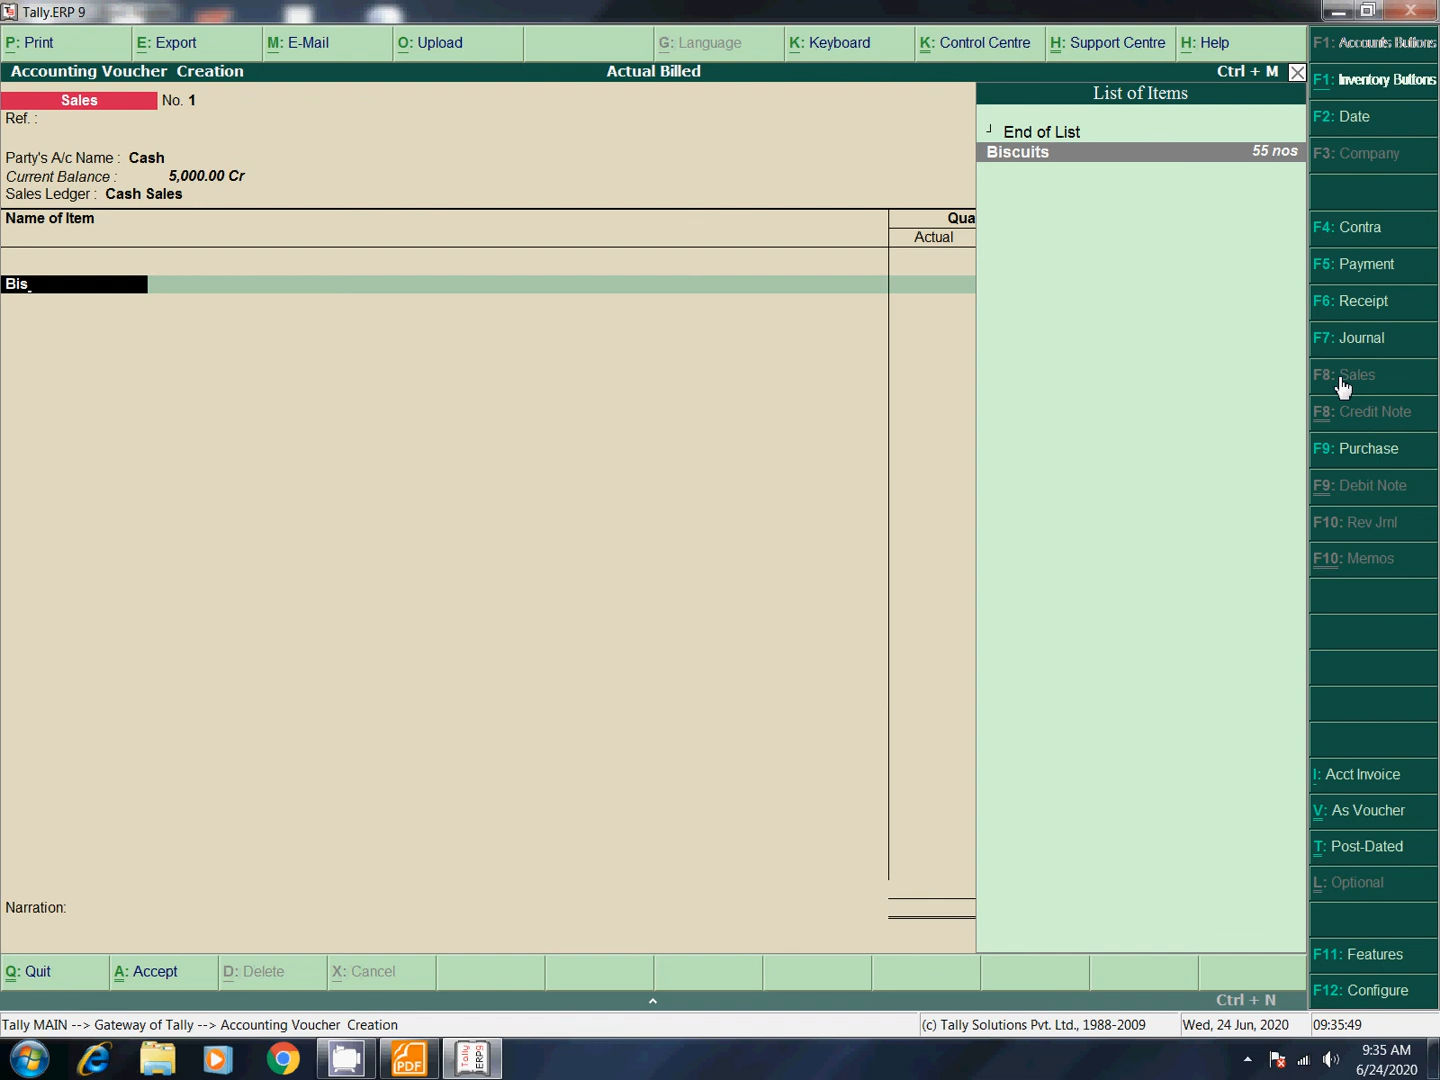 Tally.ERP 9
P: Print
E: Export
M: E-Mail
O: Upload
G: Language
K: Keyboard
K: Control Centre
H: Support Centre
H: Help
Accounting Voucher Creation
Actual Billed
Ctrl + M
Sales
No. 1
Ref. :
Party's A/c Name : Cash
Current Balance : 5,000.00 Cr
Sales Ledger : Cash Sales
Name of Item
Qua
Actual
Bis
List of Items
End of List
Biscuits 55 nos
Narration:
F1: Accounts Buttons
F1: Inventory Buttons
F2: Date
F3: Company
F4: Contra
F5: Payment
F6: Receipt
F7: Journal
F8: Sales
F8: Credit Note
F9: Purchase
F9: Debit Note
F10: Rev Jrnl
F10: Memos
I: Acct Invoice
V: As Voucher
T: Post-Dated
L: Optional
F11: Features
F12: Configure
Q: Quit
A: Accept
D: Delete
X: Cancel
Ctrl + N
Tally MAIN --> Gateway of Tally --> Accounting Voucher Creation
(c) Tally Solutions Pvt. Ltd., 1988-2009
Wed, 24 Jun, 2020
09:35:49
PDF
Tally
ERP9
9:35 AM
6/24/2020